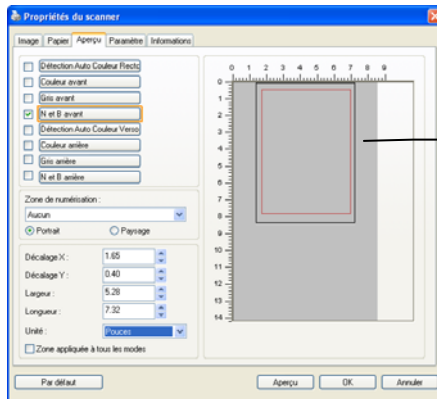 Propriétés du scanner
Image Papier Aperçu Paramètre Informations
Détection Auto Couleur Recto
Couleur avant
Gris avant
N et B avant
Détection Auto Couleur Verso
Couleur arrière
Gris arrière
N et B arrière
Zone de numérisation :
Aucun
Portrait Paysage
Décalage X : 1.65
Décalage Y : 0.40
Largeur : 5.28
Longueur : 7.32
Unité : Pouces
Zone appliquée à tous les modes
0 1 2 3 4 5 6 7 8 9
0
1
2
3
4
5
6
7
8
9
10
11
12
13
14
Par défaut Aperçu OK Annuler